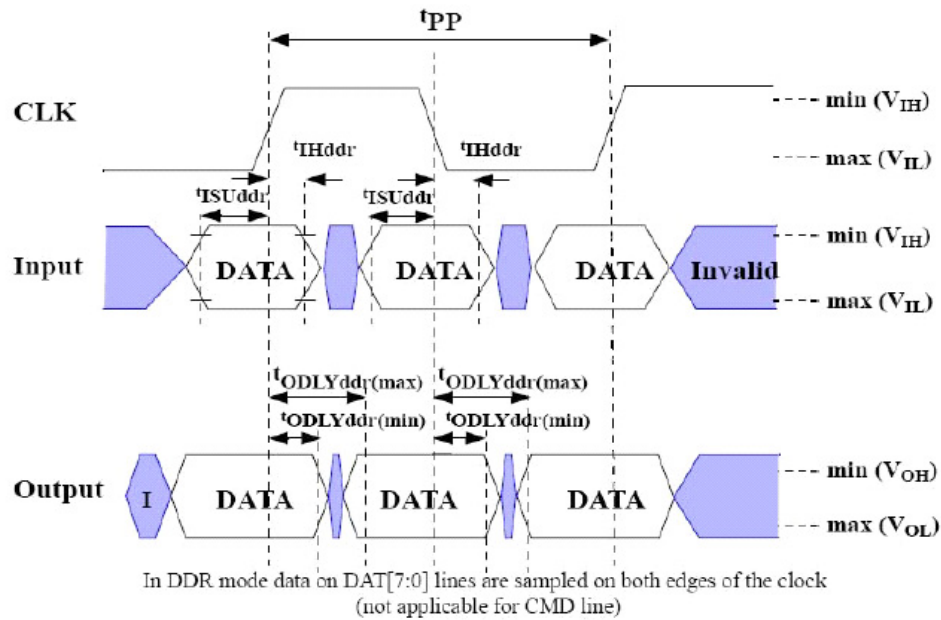 tPP
CLK
min (VIH)
tIHddr tIHddr
max (VIL)
tISUddr tISUddr
min (VIH)
Input DATA DATA DATA Invalid
max (VIL)
tODLYddr(max) tODLYddr(max)
tODLYddr(min) tODLYddr(min)
min (VOH)
Output I DATA DATA DATA
max (VOL)
In DDR mode data on DAT[7:0] lines are sampled on both edges of the clock
(not applicable for CMD line)